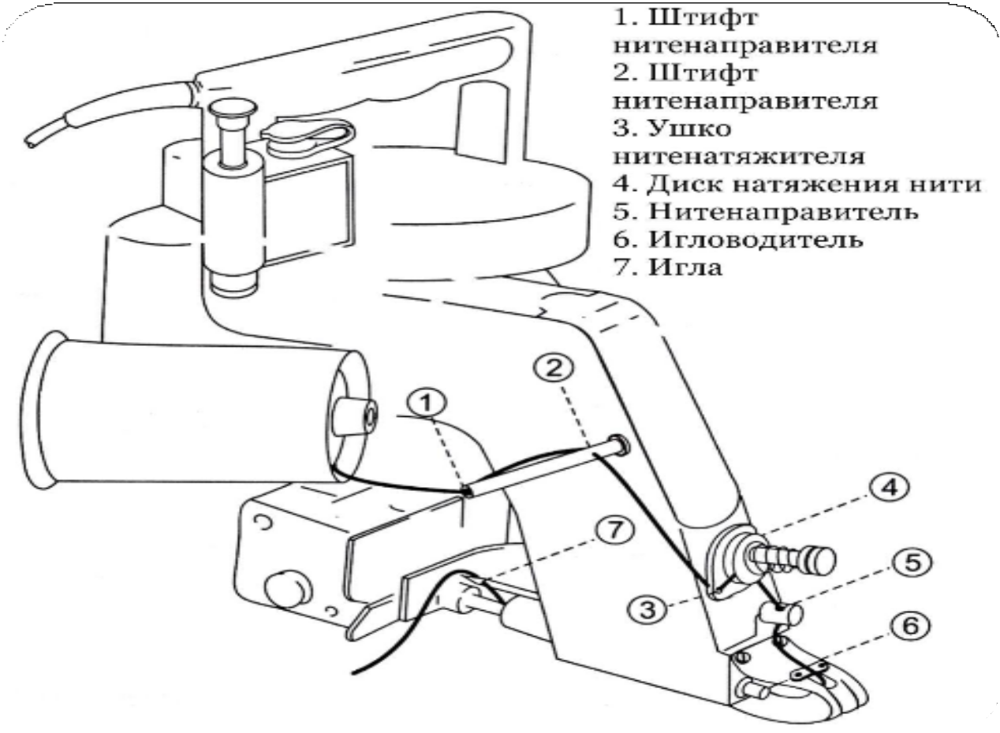 1. Штифт
нитенаправителя
2. Штифт
нитенаправителя
3. Ушко
нитенатяжителя
4. Диск натяжения нити
5. Нитенаправитель
6. Игловодитель
7. Игла
2
1
4
7
5
3
6